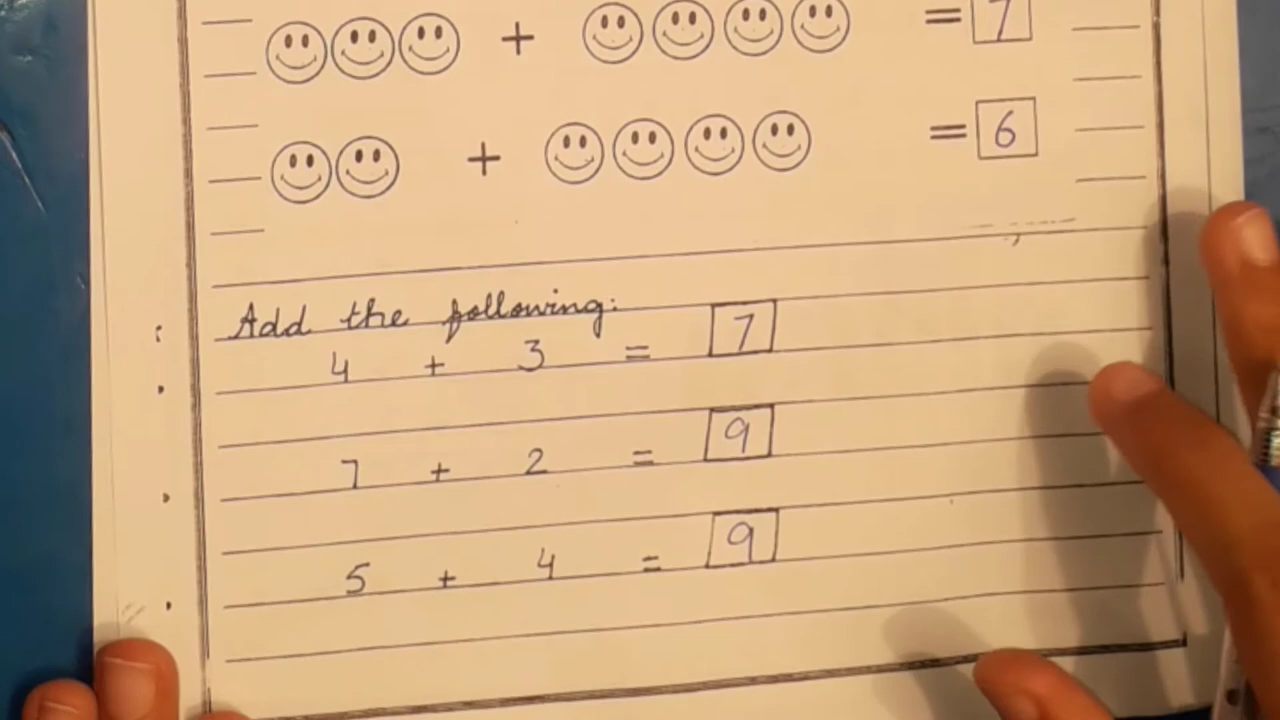 + = 7
+ = 6
Add the following:
4 + 3 = 7
7 + 2 = 9
5 + 4 = 9